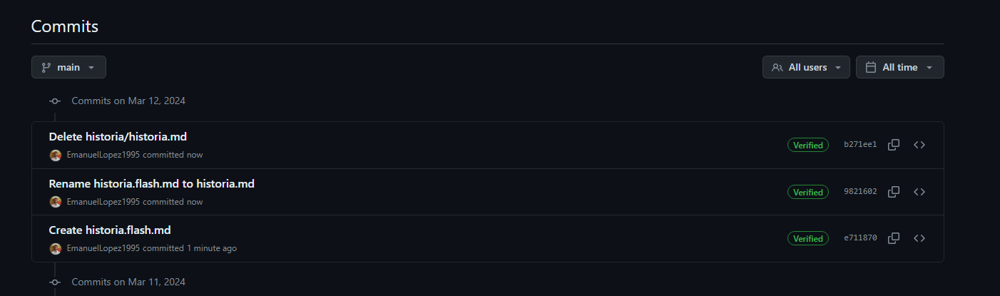 Commits
main All users All time
Commits on Mar 12, 2024
Delete historia/historia.md
EmanuelLopez1995 committed now
Verified b271ee1
Rename historia.flash.md to historia.md
EmanuelLopez1995 committed now
Verified 9821602
Create historia.flash.md
EmanuelLopez1995 committed 1 minute ago
Verified e711870
Commits on Mar 11, 2024